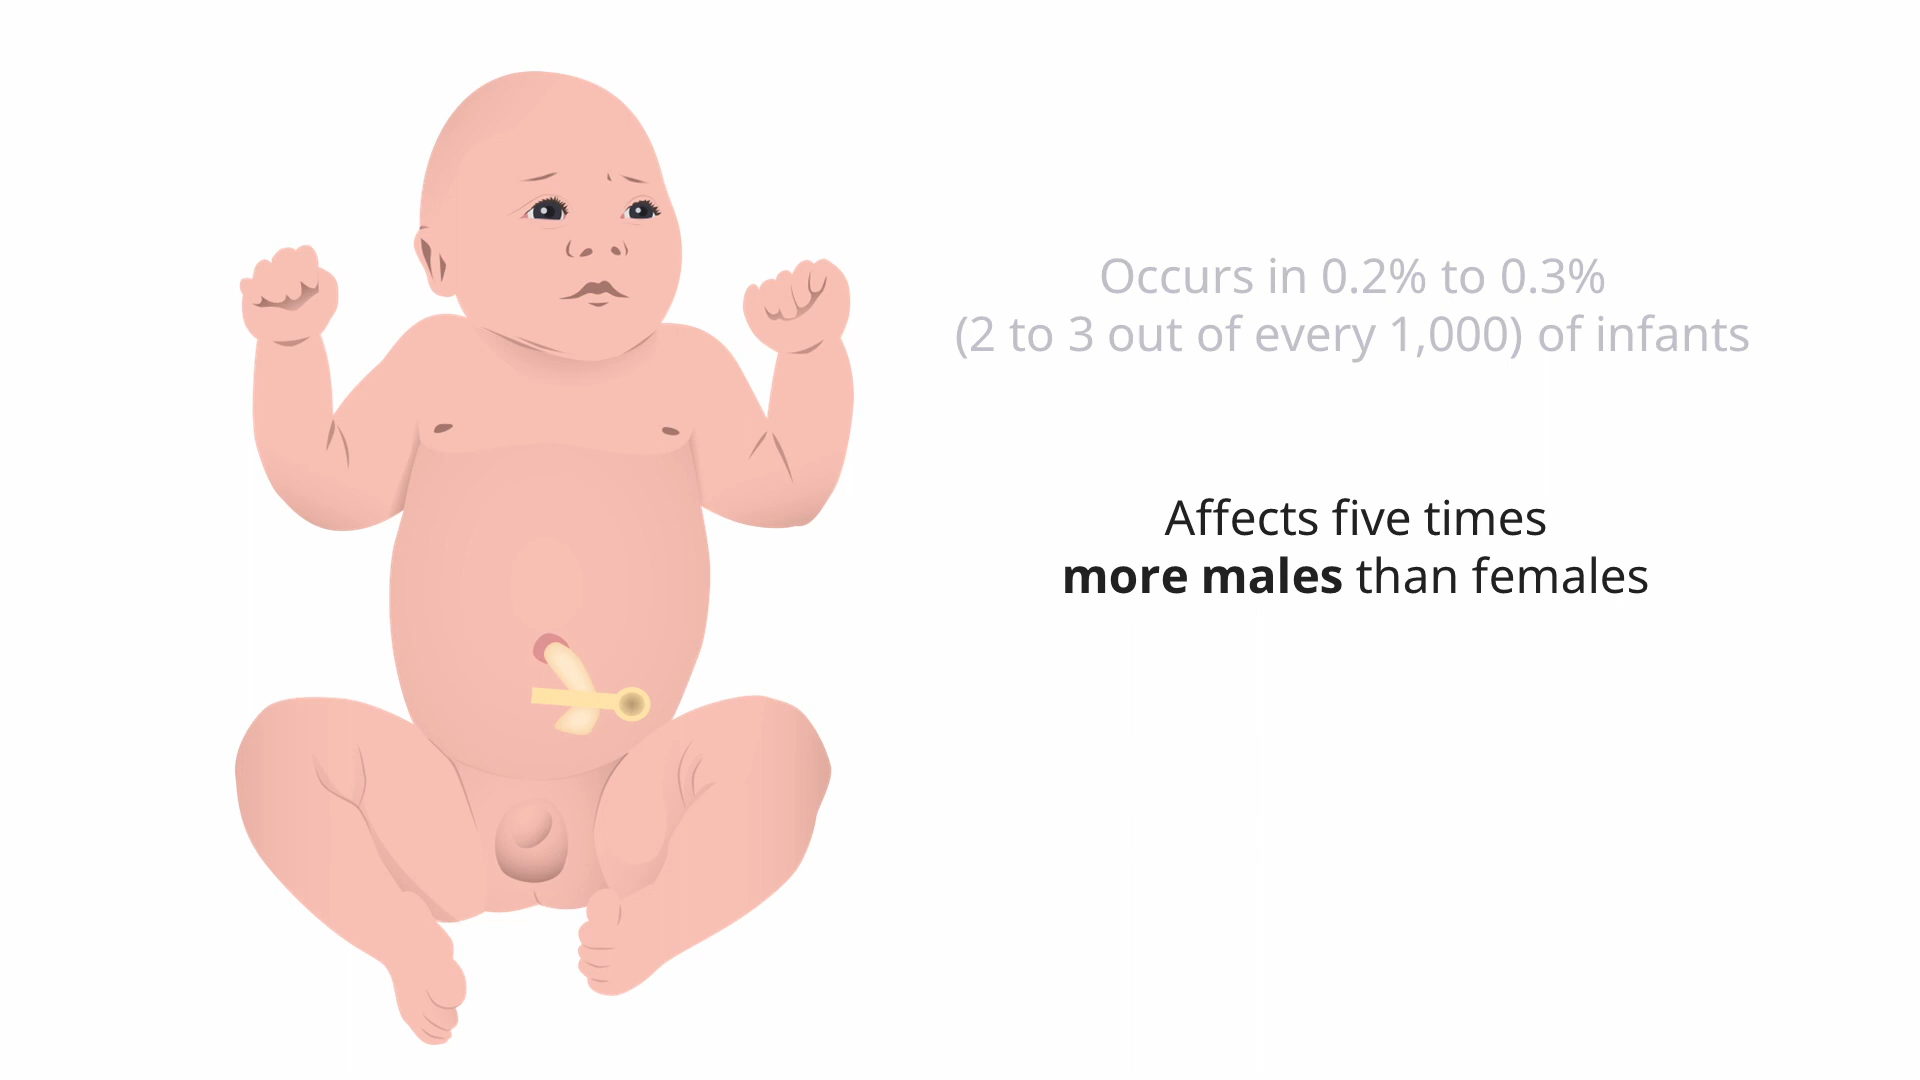 Occurs in 0.2% to 0.3%
(2 to 3 out of every 1,000) of infants
Affects five times
more males than females